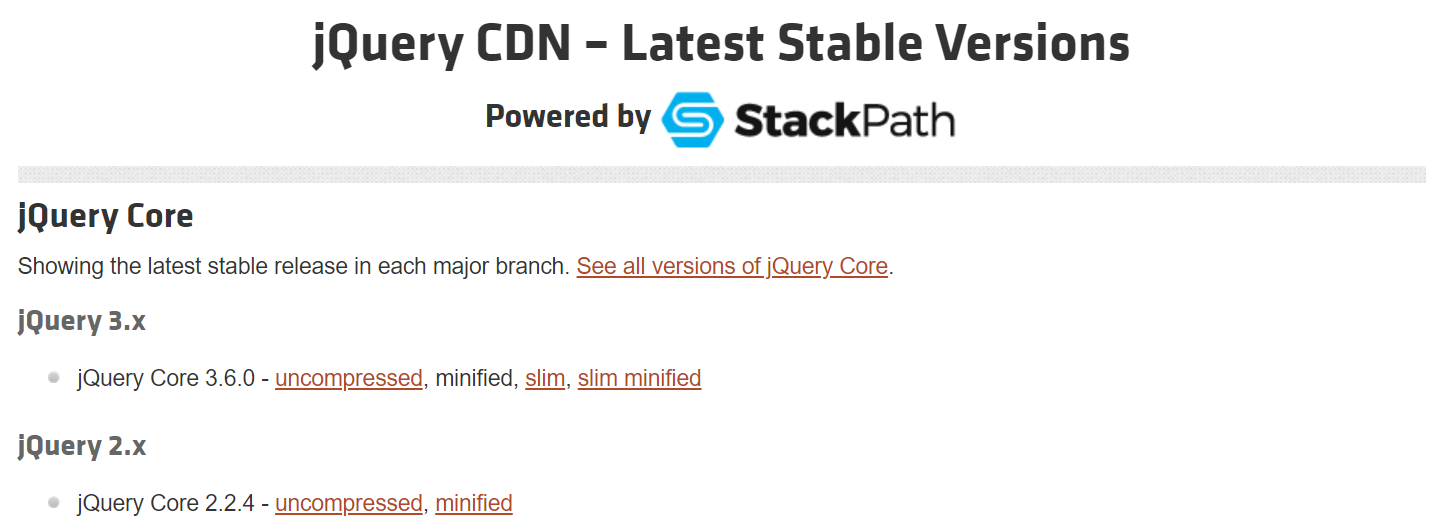 jQuery CDN – Latest Stable Versions
Powered by StackPath
jQuery Core
Showing the latest stable release in each major branch. See all versions of jQuery Core.
jQuery 3.x
jQuery Core 3.6.0 - uncompressed, minified, slim, slim minified
jQuery 2.x
jQuery Core 2.2.4 - uncompressed, minified